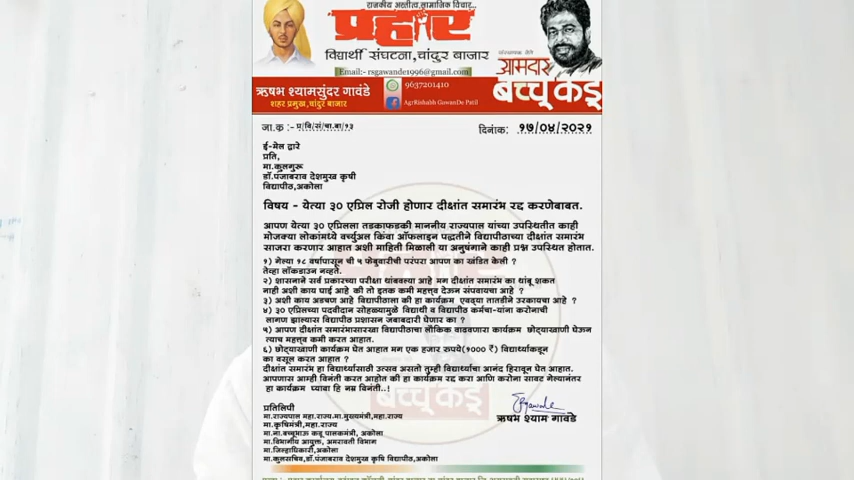 राजकीय अस्तीत्व,सामाजिक विचार...
प्रहार
विद्यार्थी संघटना,चांदुर बाजार
Email:- rsgawande1996@gmail.com
आमदार
बच्चू कडू
ऋषभ श्यामसुंदर गावंडे
शहर प्रमुख,चांदुर बाजार
9637201410
AgrRishabh GawanDe Patil
जा.क्र :- प्र/वि/सं/चा.बा/१३
दिनांक: १७/०४/२०२१
ई-मेल द्वारे
प्रति,
मा.कुलगुरू
डॉ.पंजाबराव देशमुख कृषी
विद्यापीठ,अकोला
विषय - येत्या ३० एप्रिल रोजी होणार दीक्षांत समारंभ रद्द करणेबाबत.
आपण येत्या ३० एप्रिलला तडकाफडकी माननीय राज्यपाल यांच्या उपस्थितीत काही
मोजक्या लोकांमध्ये वर्च्युअल किंवा ऑफलाइन पद्धतीने विद्यापीठाच्या दीक्षांत समारंभ
साजरा करणार आहात अशी माहिती मिळाली या अनुषंगाने काही प्रश्न उपस्थित होतात.
१) गेल्या १८ वर्षापासून ची ५ फेबुवारीची परंपरा आपण का खंडित केली ?
तेव्हा लॉकडाउन नव्हते.
२) शासनाने सर्व प्रकारच्या परीक्षा थांबवल्या आहे मग दीक्षांत समारंभ का थांबू शकत
नाही अशी काय घाई आहे की तो इतक कमी महत्त्व देऊन संपवायचा आहे ?
३) अशी काय अडचण आहे विद्यापीठाला की हा कार्यक्रम एवढ्या तातडीने उरकायचा आहे ?
४) ३० एप्रिलच्या पदवीदान सोहळ्यामुळे विद्यार्थी व विद्यापीठ कर्मचा-यांना करोनाची
लागण झाल्यास विद्यापीठ प्रशासन जवाबदारी घेणार का ?
५) आपण दीक्षांत समारंभासारखा विद्यापीठाचा लौकिक वाढवणारा कार्यक्रम छोट्याखाणी घेऊन
त्याच महत्व कमी करत आहात.
६) छोट्याखाणी कार्यक्रम घेत आहात मग एक हजार रूपये(१००० ₹) विद्यार्थ्यांकडून
का वसूल करत आहात ?
दीक्षांत समारंभ हा विद्यार्थ्यांसाठी उत्सव असतो तुम्ही विद्यार्थ्यांचा आनंद हिरावून घेत आहात.
आपणास आम्ही विनंती करत आहोत की हा कार्यक्रम रद्द करा आणि करोना सावट गेल्यानंतर
हा कार्यक्रम घ्यावा हि नम्र विनंती..!
बच्चू कडू
प्रतिलिपी
ऋषभ श्याम गावंडे
मा.राज्यपाल महा.राज्य-मा.मुख्यमंत्री,महा.राज्य
मा.कृषिमंत्री,महा.राज्य
मा.ना.बच्चुभाऊ कडू पालकमंत्री, अकोला
मा.विभागीय आयुक्त, अमरावती विभाग
मा.जिल्हाधिकारी,अकोला
मा.कुलसचिव,डॉ.पंजाबराव देशमुख कृषि विद्यापीठ,अकोला